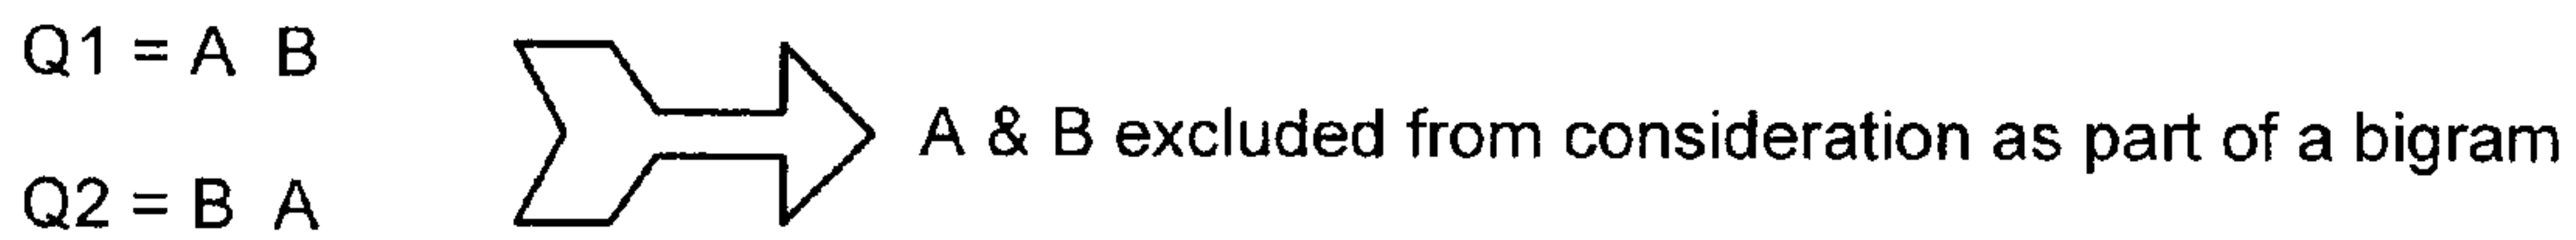 Q1 = A B
A & B excluded from consideration as part of a bigram
Q2 = B A